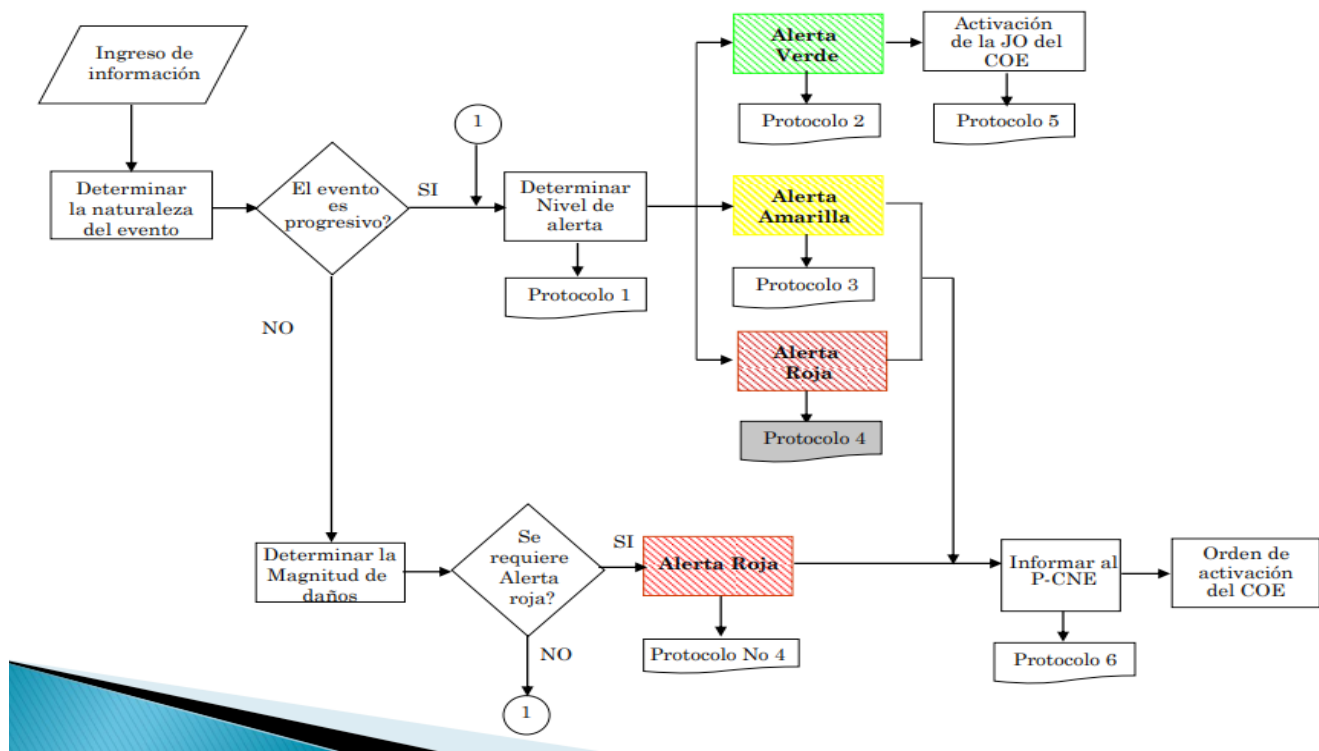 Ingreso de
información
Determinar
la naturaleza
del evento
El evento
es
progresivo?
SI
NO
1
Determinar
Nivel de
alerta
Protocolo 1
Alerta
Verde
Protocolo 2
Activación
de la JO del
COE
Protocolo 5
Alerta
Amarilla
Protocolo 3
Alerta
Roja
Protocolo 4
Determinar la
Magnitud de
daños
Se
requiere
Alerta
roja?
SI
NO
1
Alerta Roja
Protocolo No 4
Informar al
P-CNE
Protocolo 6
Orden de
activación
del COE